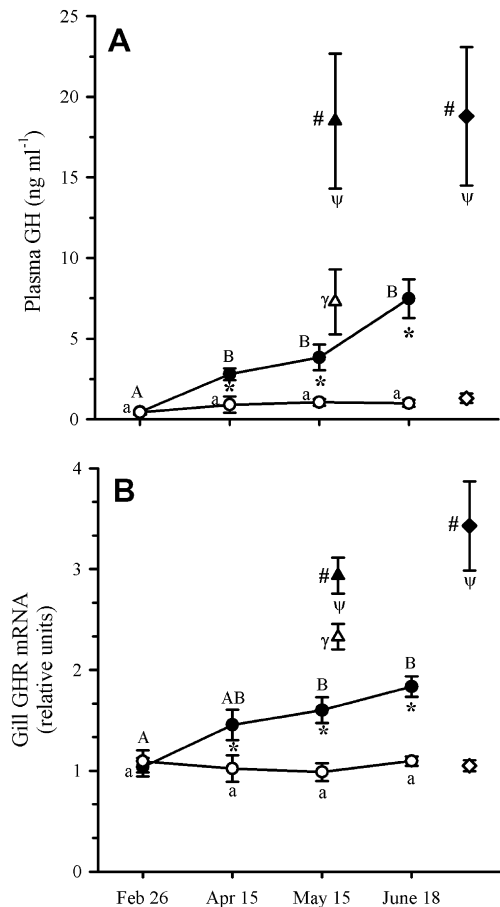 A
Plasma GH (ng ml⁻¹)
25
20
15
10
5
0
#
ψ
#
ψ
γ
A
a
B
*
a
B
*
a
B
*
a
B
Gill GHR mRNA
(relative units)
4
3
2
1
0
#
ψ
γ
#
ψ
A
a
AB
*
a
B
*
a
B
*
a
Feb 26
Apr 15
May 15
June 18